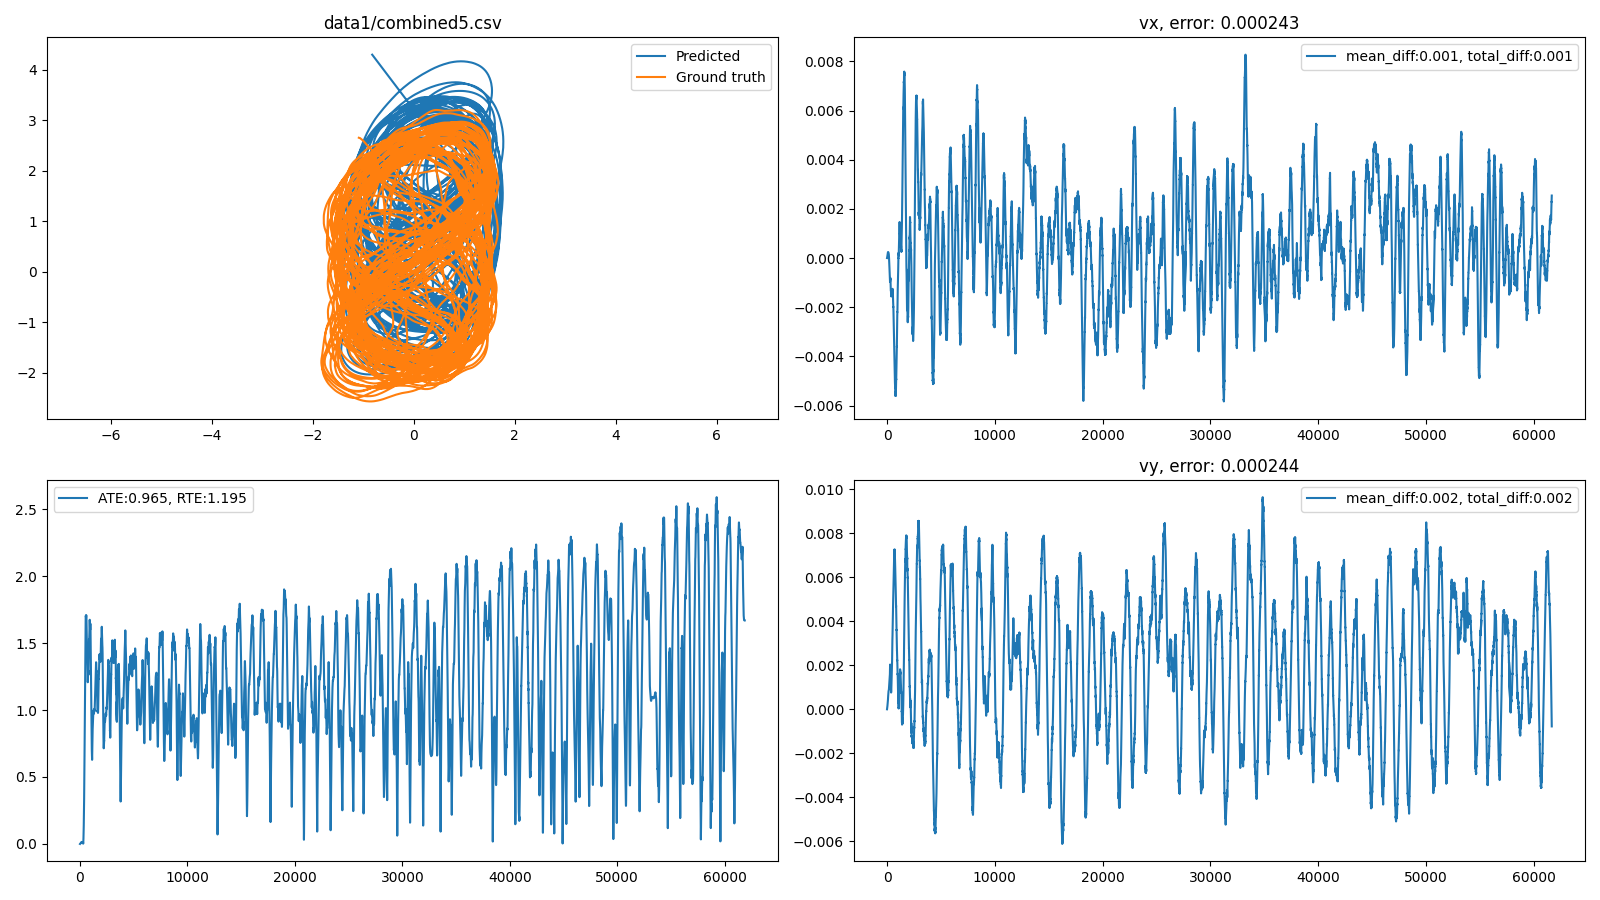 data1/combined5.csv
Predicted
Ground truth
4
3
2
1
0
−1
−2
−6 −4 −2 0 2 4 6
vx, error: 0.000243
mean_diff:0.001, total_diff:0.001
0.008
0.006
0.004
0.002
0.000
−0.002
−0.004
−0.006
0 10000 20000 30000 40000 50000 60000
ATE:0.965, RTE:1.195
2.5
2.0
1.5
1.0
0.5
0.0
0 10000 20000 30000 40000 50000 60000
vy, error: 0.000244
mean_diff:0.002, total_diff:0.002
0.010
0.008
0.006
0.004
0.002
0.000
−0.002
−0.004
−0.006
0 10000 20000 30000 40000 50000 60000